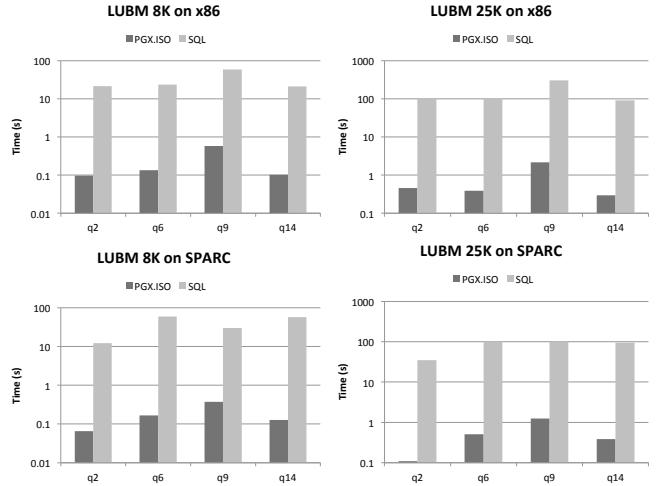 LUBM 8K on x86
PGX.ISO SQL
Time (s)
100
10
1
0.1
0.01
q2 q6 q9 q14
LUBM 25K on x86
PGX.ISO SQL
Time (s)
1000
100
10
1
0.1
q2 q6 q9 q14
LUBM 8K on SPARC
PGX.ISO SQL
Time (s)
100
10
1
0.1
0.01
q2 q6 q9 q14
LUBM 25K on SPARC
PGX.ISO SQL
Time (s)
1000
100
10
1
0.1
q2 q6 q9 q14